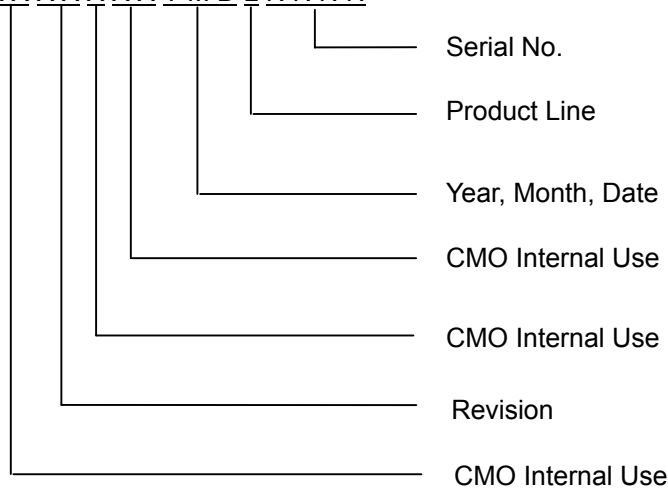 Serial No.
Product Line
Year, Month, Date
CMO Internal Use
CMO Internal Use
Revision
CMO Internal Use